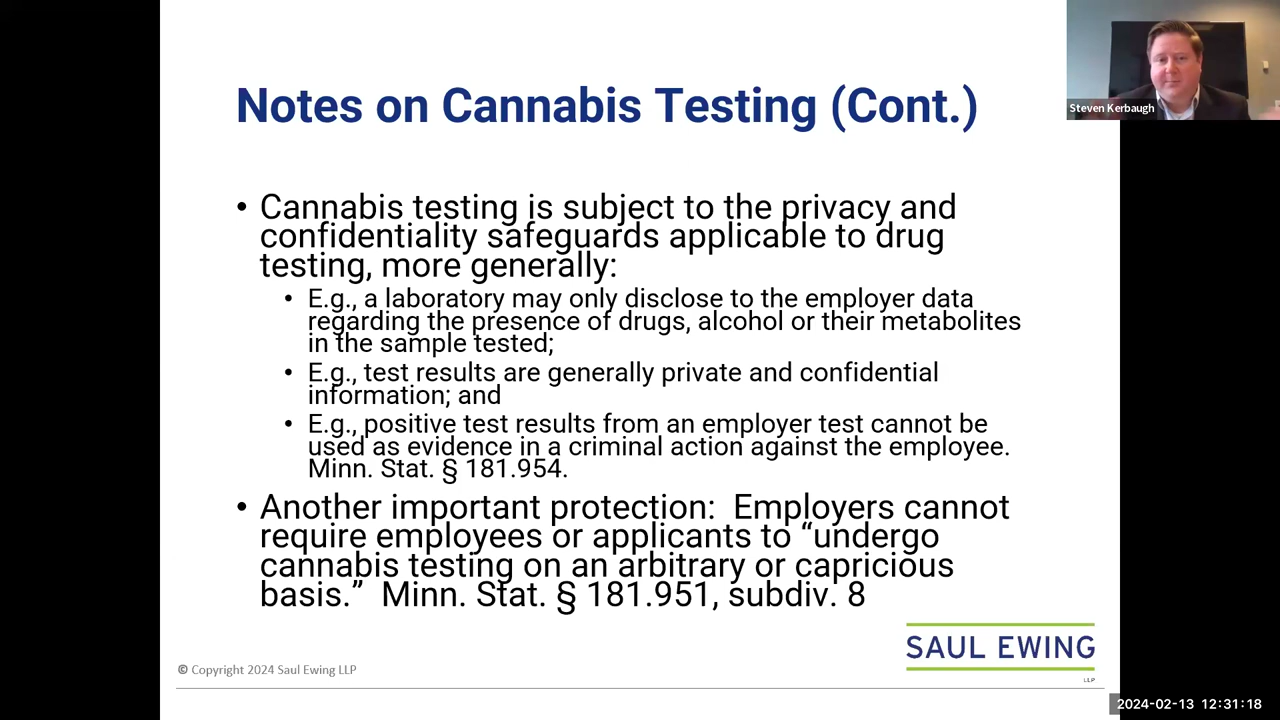 Notes on Cannabis Testing (Cont.)
Steven Kerbaugh
• Cannabis testing is subject to the privacy and
confidentiality safeguards applicable to drug
testing, more generally:
• E.g., a laboratory may only disclose to the employer data
regarding the presence of drugs, alcohol or their metabolites
in the sample tested;
• E.g., test results are generally private and confidential
information; and
• E.g., positive test results from an employer test cannot be
used as evidence in a criminal action against the employee.
Minn. Stat. § 181.954.
• Another important protection:  Employers cannot
require employees or applicants to “undergo
cannabis testing on an arbitrary or capricious
basis.”  Minn. Stat. § 181.951, subdiv. 8
SAUL EWING
LLP
© Copyright 2024 Saul Ewing LLP
2024-02-13 12:31:18